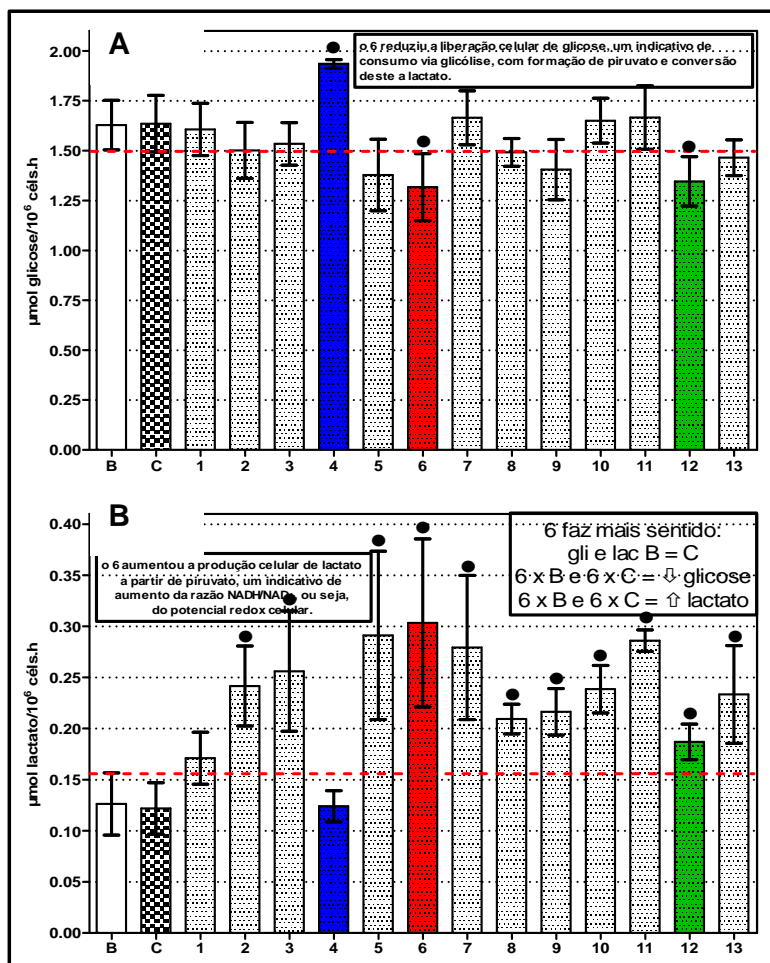 A
o 6 reduziu a liberação celular de glicose, um indicativo de
consumo via glicólise, com formação de piruvato e conversão
deste a lactato.
2.00
1.75
1.50
1.25
1.00
0.75
0.50
0.25
0.00
µmol glicose/10⁶ céls.h
B C 1 2 3 4 5 6 7 8 9 10 11 12 13
B
o 6 aumentou a produção celular de lactato
a partir de piruvato, um indicativo de
aumento da razão NADH/NAD, ou seja,
do potencial redox celular.
6 faz mais sentido:
gli e lac B = C
6 x B e 6 x C = ⇩ glicose
6 x B e 6 x C = ⇧ lactato
0.40
0.35
0.30
0.25
0.20
0.15
0.10
0.05
0.00
µmol lactato/10⁶ céls.h
B C 1 2 3 4 5 6 7 8 9 10 11 12 13